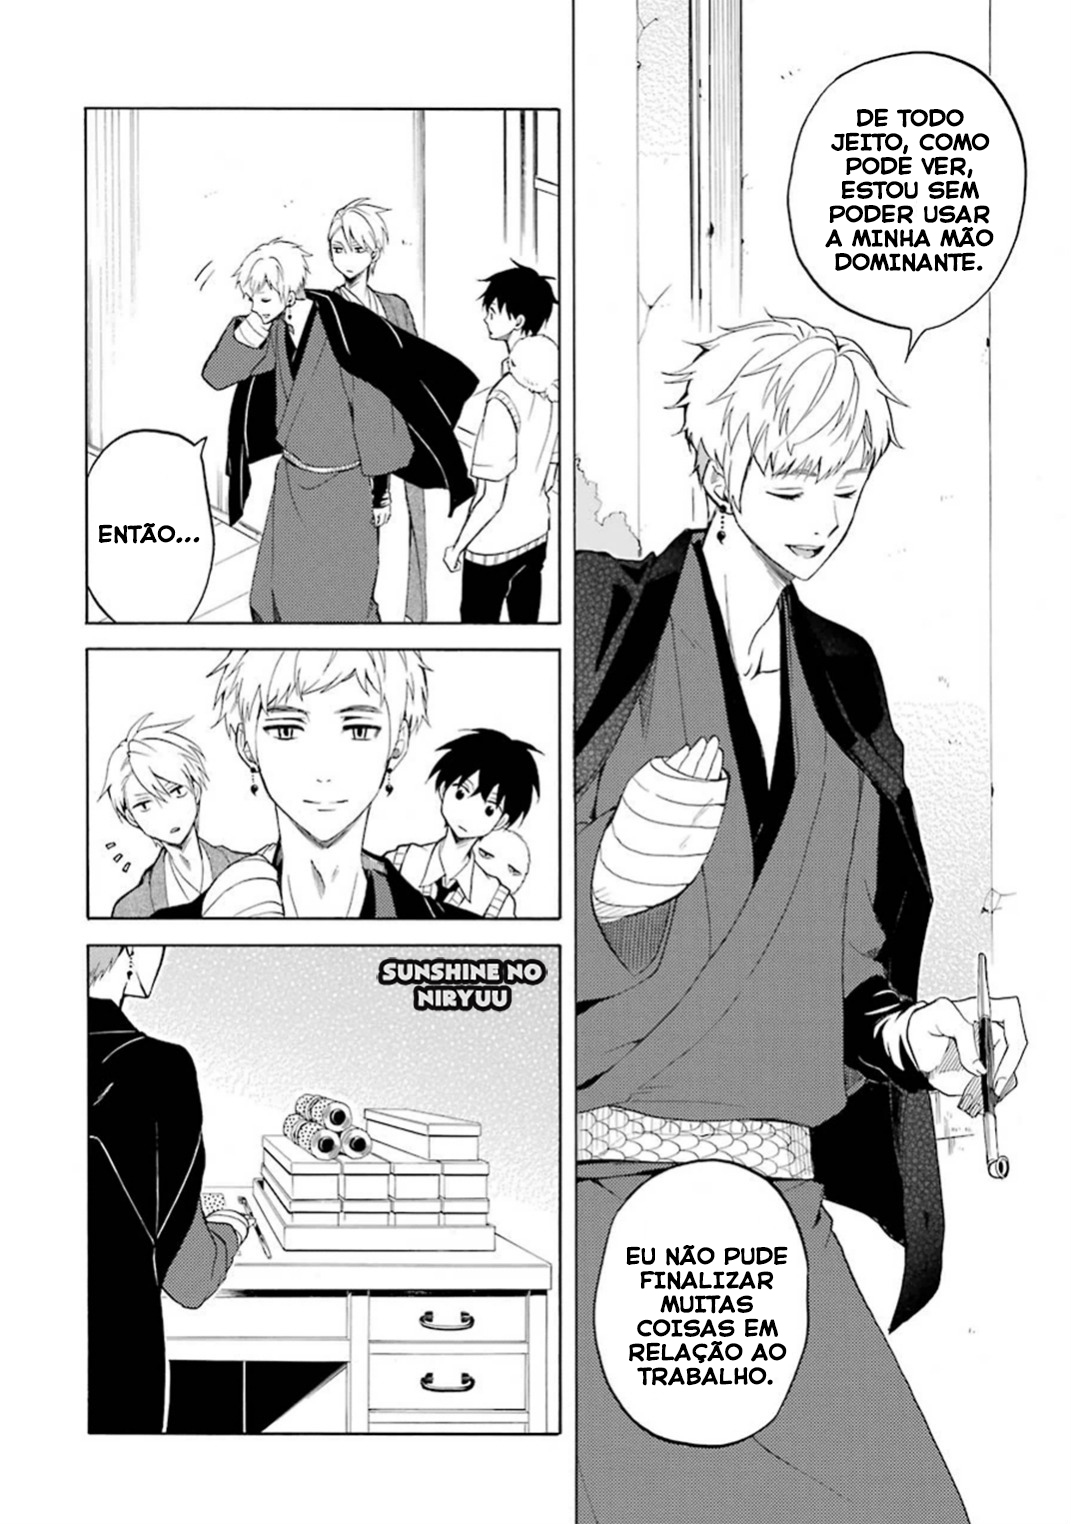 DE TODO
JEITO, COMO
PODE VER,
ESTOU SEM
PODER USAR
A MINHA MÃO
DOMINANTE.
EU NÃO PUDE
FINALIZAR
MUITAS
COISAS EM
RELAÇÃO AO
TRABALHO.
ENTÃO...
SUNSHINE NO
NIRYUU